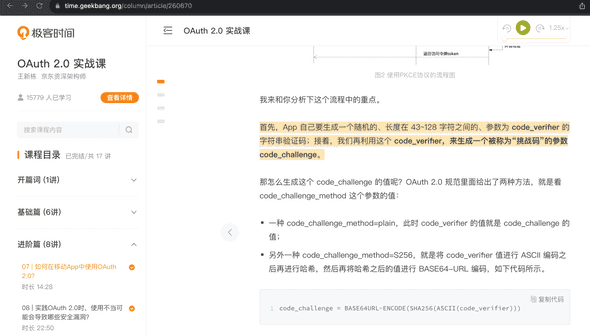 time.geekbang.org/column/article/260670
极客时间
OAuth 2.0 实战课
1.25x
OAuth 2.0 实战课
王新栋 京东资深架构师
15779 人已学习
查看详情
搜索课程内容
课程目录 已完结/共 17 讲
开篇词 (1讲)
基础篇 (6讲)
进阶篇 (8讲)
07 | 如何在移动App中使用OAuth
2.0?
时长 14:28
08 | 实践OAuth 2.0时，使用不当可
能会导致哪些安全漏洞?
时长 22:50
返回访问令牌token
图2 使用PKCE协议的流程图
我来和你分析下这个流程中的重点。
首先，App 自己要生成一个随机的、长度在 43~128 字符之间的、参数为 code_verifier 的
字符串验证码；接着，我们再利用这个 code_verifier，来生成一个被称为“挑战码”的参数
code_challenge。
那怎么生成这个 code_challenge 的值呢？OAuth 2.0 规范里面给出了两种方法，就是看
code_challenge_method 这个参数的值：
• 一种 code_challenge_method=plain，此时 code_verifier 的值就是 code_challenge 的
值；
• 另外一种 code_challenge_method=S256，就是将 code_verifier 值进行 ASCII 编码之
后再进行哈希，然后再将哈希之后的值进行 BASE64-URL 编码，如下代码所示。
复制代码
1 code_challenge = BASE64URL-ENCODE(SHA256(ASCII(code_verifier)))